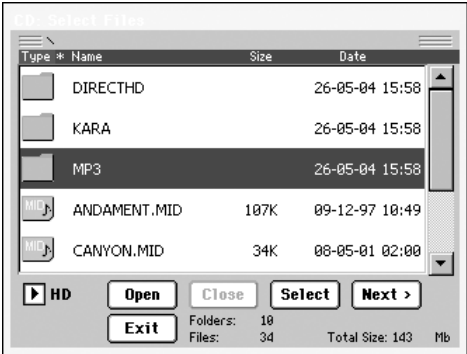 CD: Select Files
Type * Name Size Date
DIRECTHD 26-05-04 15:58
KARA 26-05-04 15:58
MP3 26-05-04 15:58
MID ANDAMENT.MID 107K 09-12-97 10:49
MID CANYON.MID 34K 08-05-01 02:00
HD Open Close Select Next >
Exit Folders: 10
Files: 34 Total Size: 143 Mb